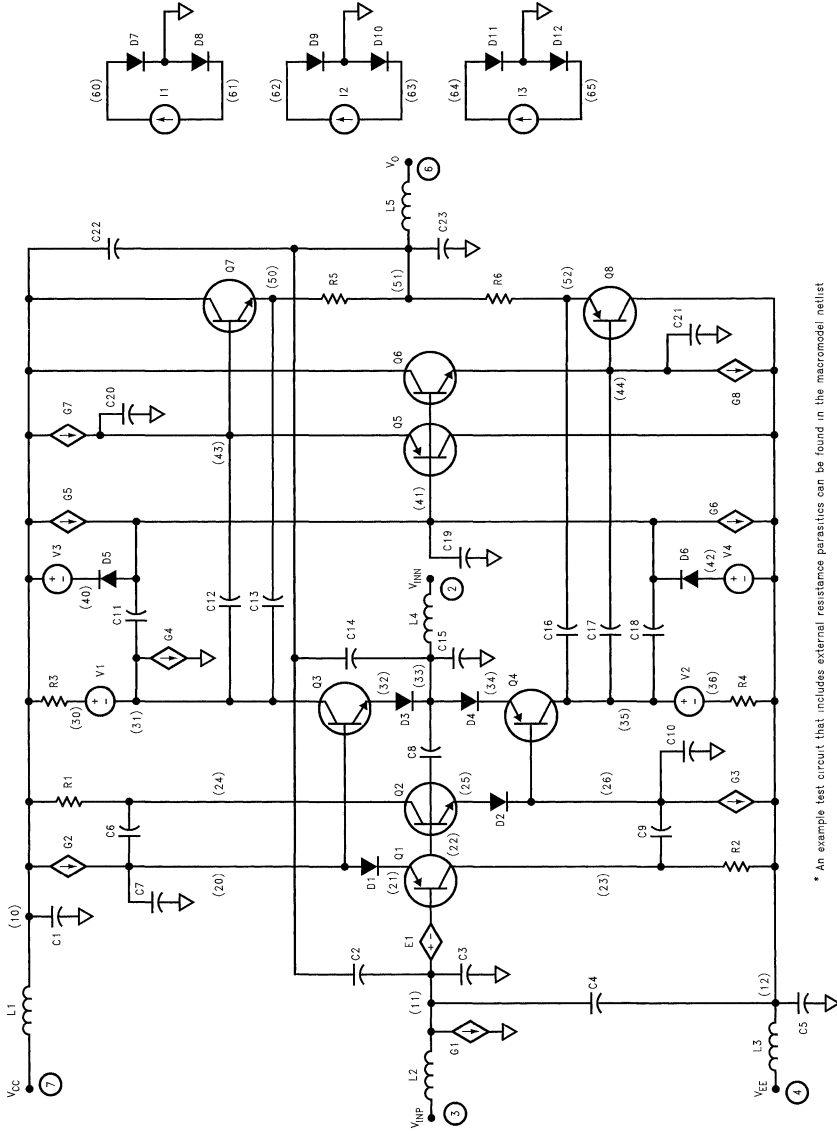 D7
D8
(60)
(61)
I1
D9
D10
(62)
(63)
I2
D11
D12
(64)
(65)
I3
V_O
6
L5
C22
C23
Q7
(50)
R5
(51)
R6
(52)
Q8
Q6
C21
(44)
G8
G7
C20
(43)
Q5
G5
(41)
G6
V3
D5
(40)
C11
C19
D6
(42)
V4
V_INN
2
L4
C12
C13
C14
C15
C16
C17
C18
G4
R3
(30)
V1
(31)
Q3
(32)
D3
(33)
D4
(34)
Q4
(35)
V2
(36)
R4
R1
(24)
C8
C10
C6
Q2
(25)
D2
(26)
G3
G2
C7
(20)
D1
Q1
(21)
(22)
C9
(23)
R2
(10)
C1
E1
C2
C3
(11)
C4
(12)
C5
L1
G1
L2
L3
V_CC
7
V_INP
3
V_EE
4
* An example test circuit that includes external resistamce parasitics can be found in the macromodel netlist